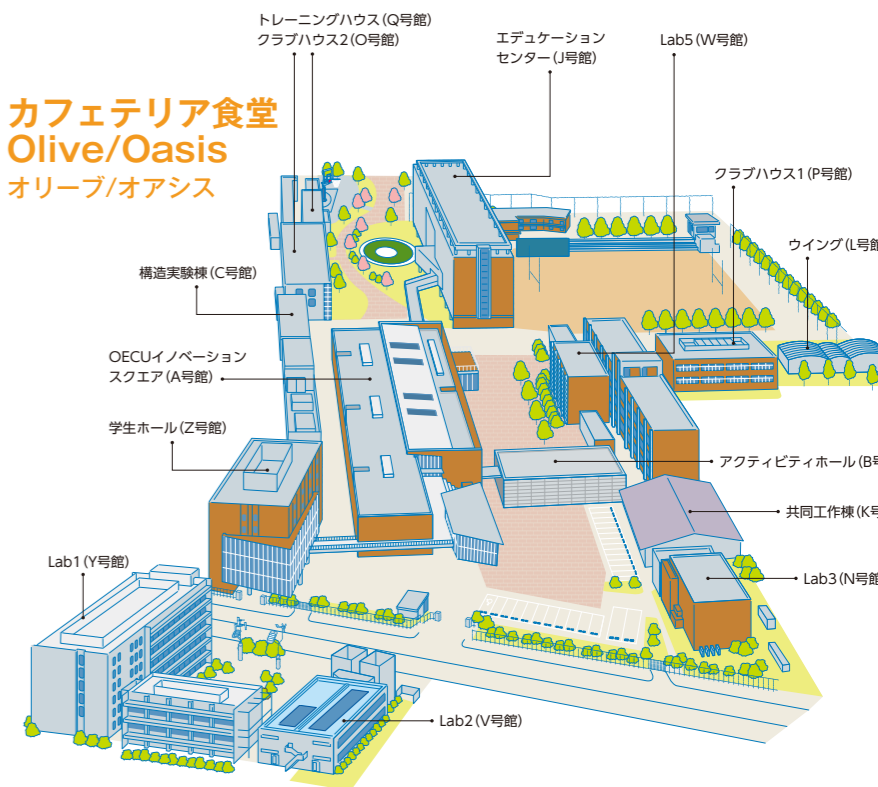 トレーニングハウス(Q号館)
クラブハウス2(O号館)
エデュケーション
センター(J号館)
Lab5(W号館)
カフェテリア食堂
Olive/Oasis
オリーブ/オアシス
クラブハウス1(P号館)
ウイング(L号館
構造実験棟(C号館)
OECUイノベーション
スクエア(A号館)
学生ホール(Z号館)
アクティビティホール(B号
共同工作棟(K号
Lab1(Y号館)
Lab3(N号館
Lab2(V号館)